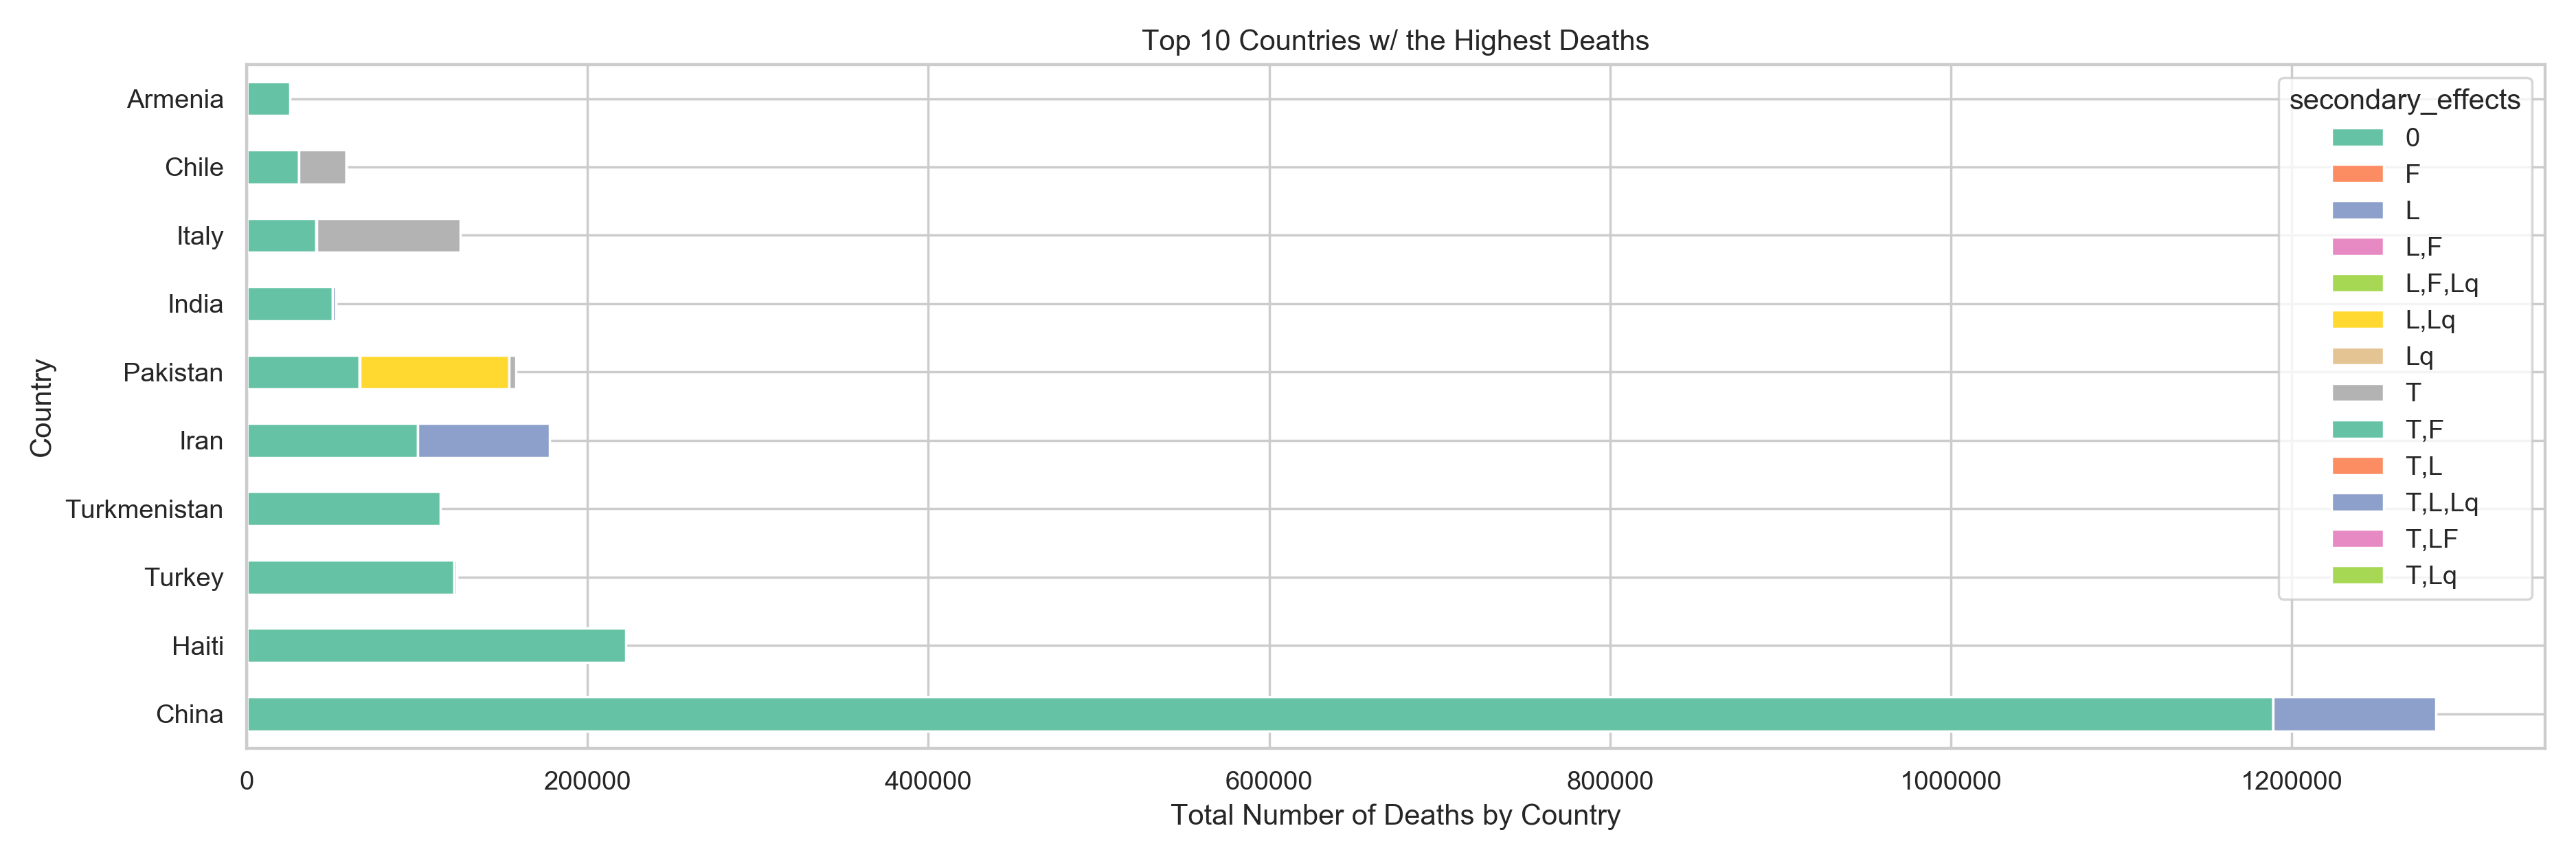 Top 10 Countries w/ the Highest Deaths
Country
Armenia
Chile
Italy
India
Pakistan
Iran
Turkmenistan
Turkey
Haiti
China
secondary_effects
0
F
L
L,F
L,F,Lq
L,Lq
Lq
T
T,F
T,L
T,L,Lq
T,LF
T,Lq
0 200000 400000 600000 800000 1000000 1200000
Total Number of Deaths by Country